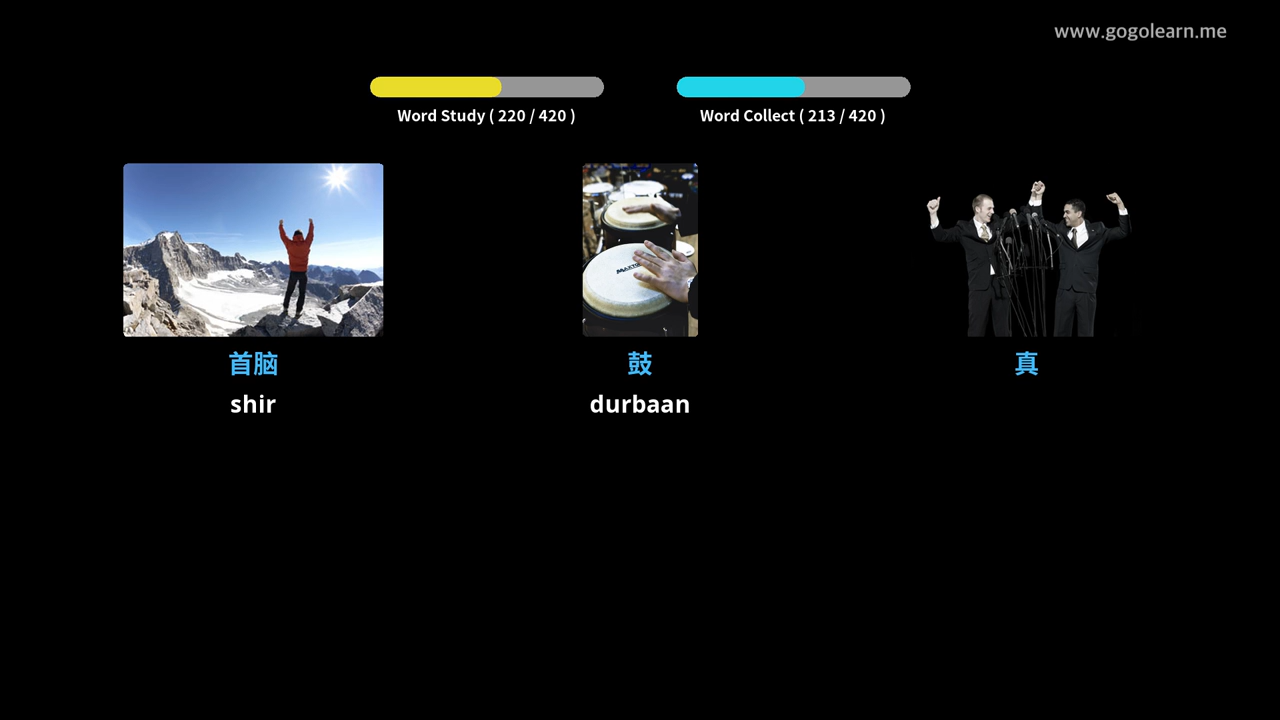 www.gogolearn.me
Word Study ( 220 / 420 )
Word Collect ( 213 / 420 )
首脑
shir
鼓
durbaan
真